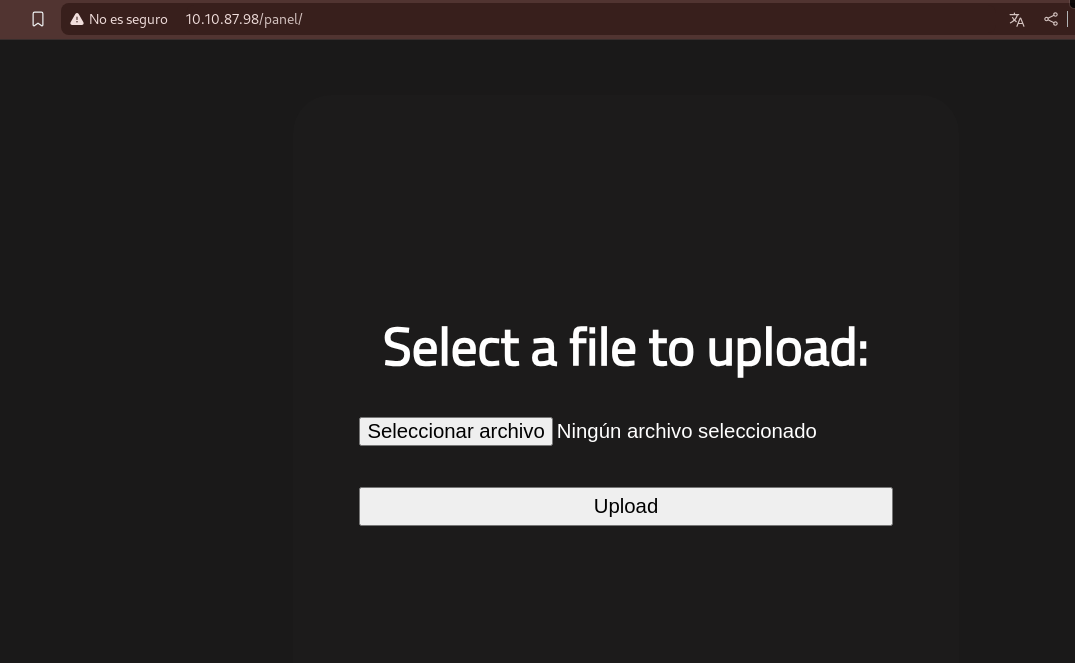 No es seguro 10.10.87.98/panel/
Select a file to upload:
Seleccionar archivo Ningún archivo seleccionado
Upload